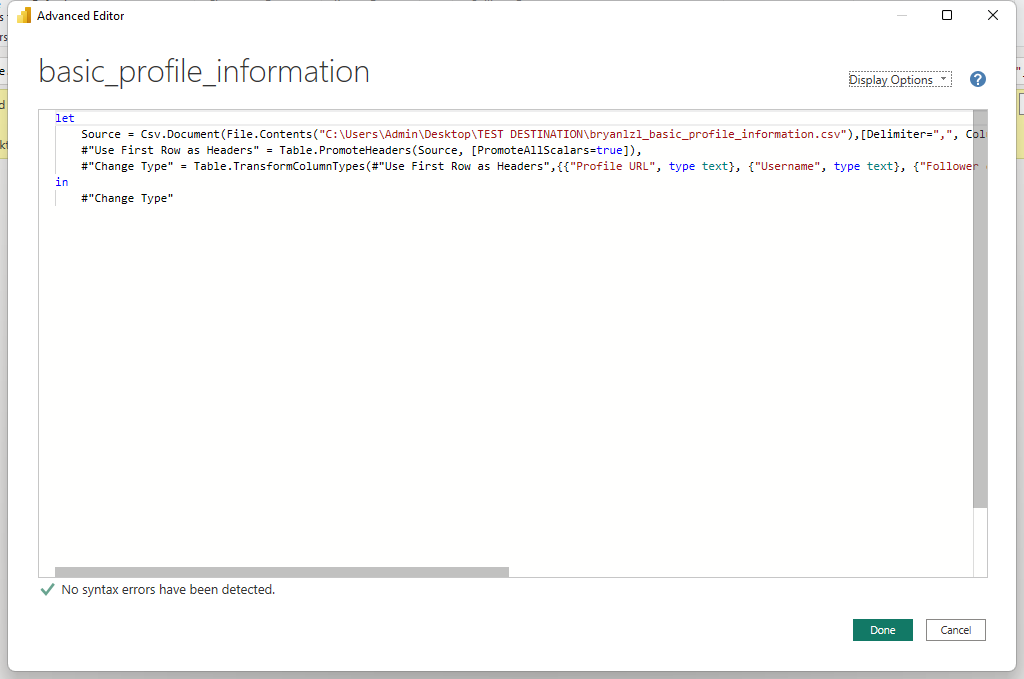 Advanced Editor
basic_profile_information
Display Options
?
let
Source = Csv.Document(File.Contents("C:\Users\Admin\Desktop\TEST DESTINATION\bryanlzl_basic_profile_information.csv"),[Delimiter=",", Col
#"Use First Row as Headers" = Table.PromoteHeaders(Source, [PromoteAllScalars=true]),
#"Change Type" = Table.TransformColumnTypes(#"Use First Row as Headers",{{"Profile URL", type text}, {"Username", type text}, {"Follower
in
#"Change Type"
No syntax errors have been detected.
Done
Cancel